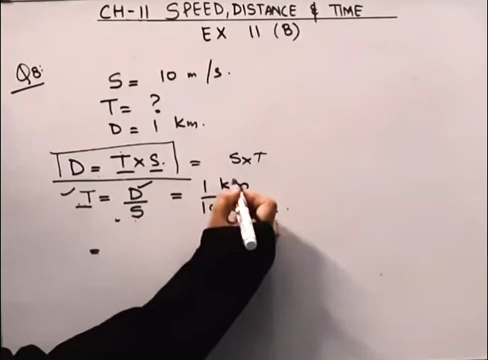 CH-11 SPEED, DISTANCE & TIME
EX 11 (B)
Q8:
S = 10 m/s.
T = ?
D = 1 km.
D = T × S. = S×T
✓ T = D/S = 1 km
=